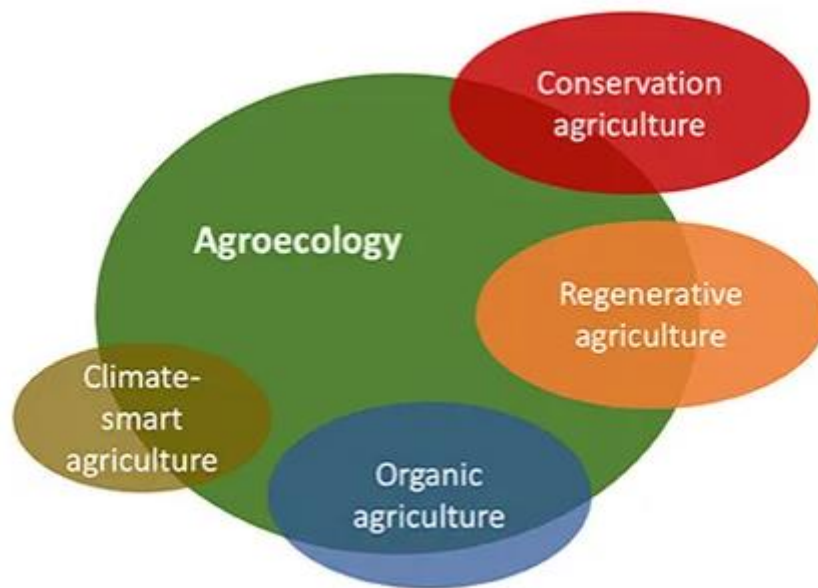 Conservation
agriculture
Agroecology
Regenerative
agriculture
Climate-
smart
agriculture
Organic
agriculture